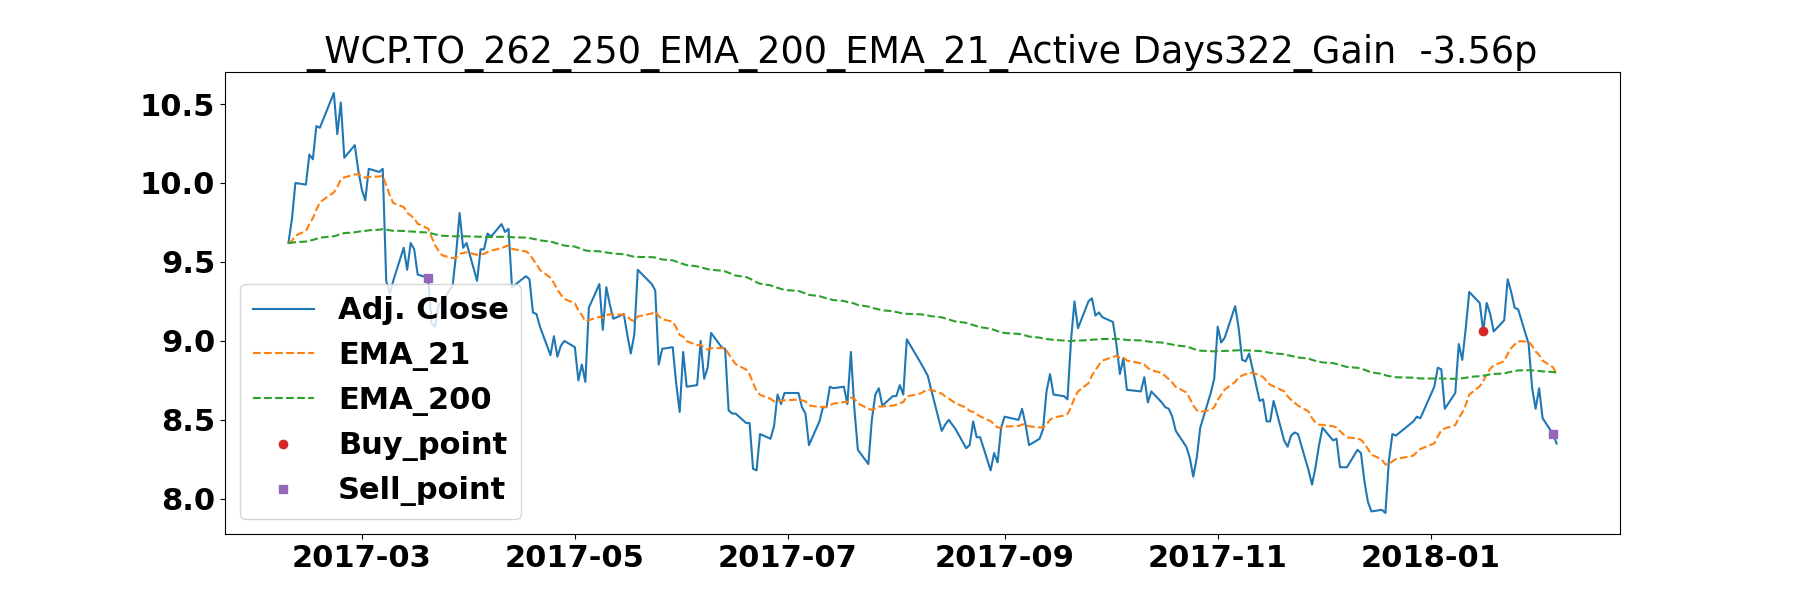 _WCP.TO_262_250_EMA_200_EMA_21_Active Days322_Gain  -3.56p
10.5
10.0
9.5
9.0
8.5
8.0
Adj. Close
EMA_21
EMA_200
Buy_point
Sell_point
2017-03 2017-05 2017-07 2017-09 2017-11 2018-01